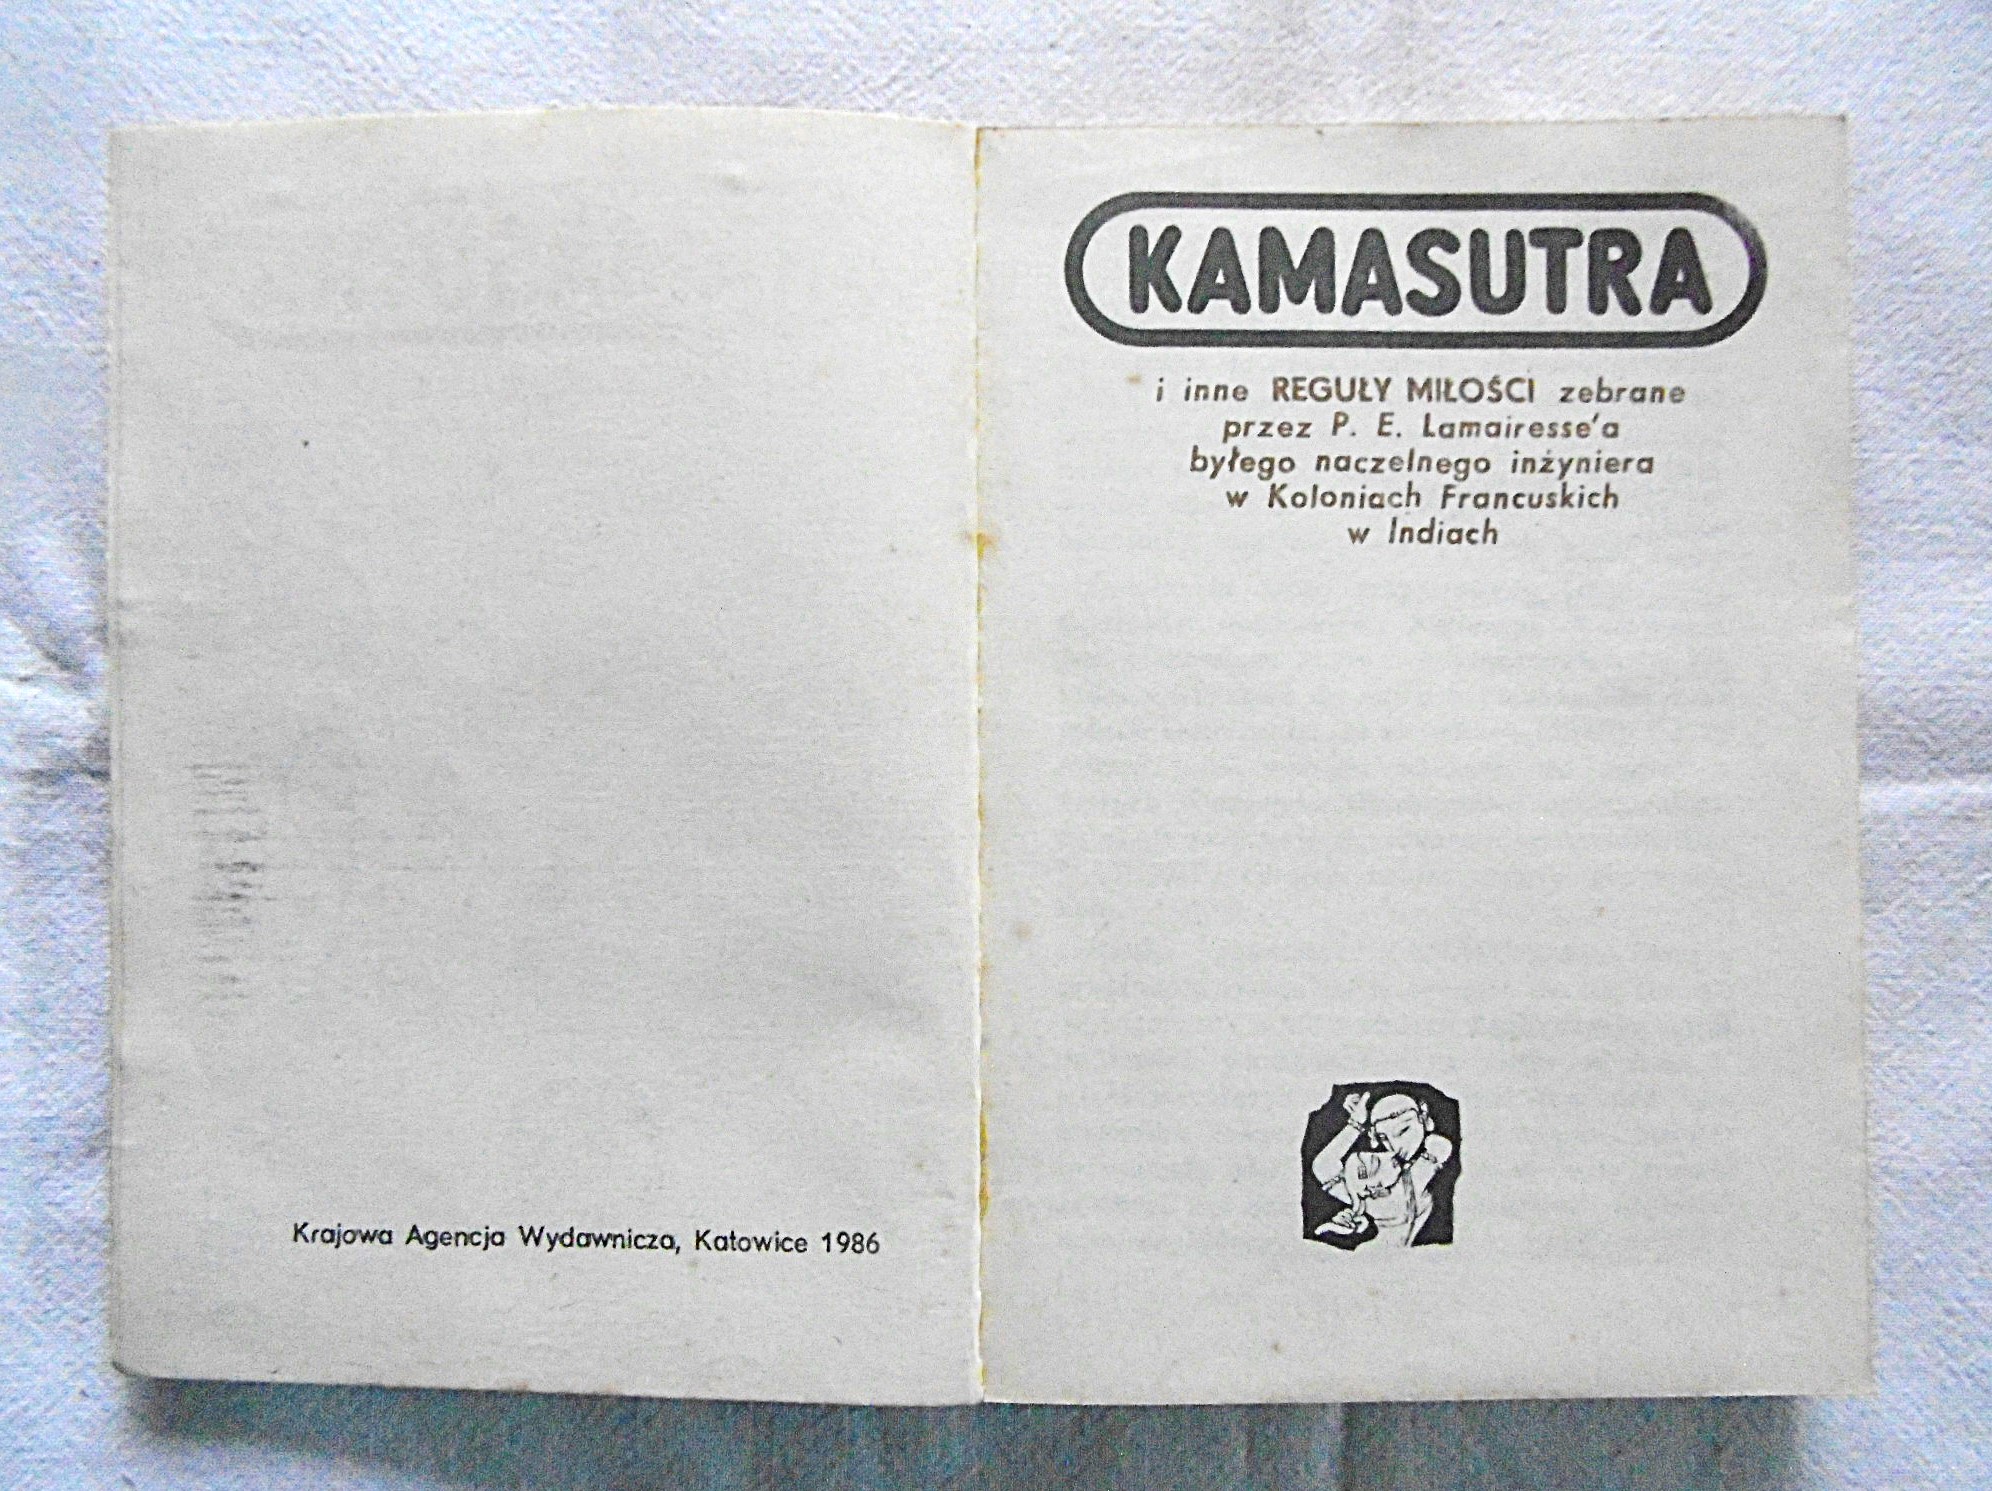 Krajowa Agencja Wydawnicza, Katowice 1986
KAMASUTRA
i inne REGUŁY MIŁOŚCI zebrane
przez P. E. Lamairesse'a
byłego naczelnego inżyniera
w Koloniach Francuskich
w Indiach